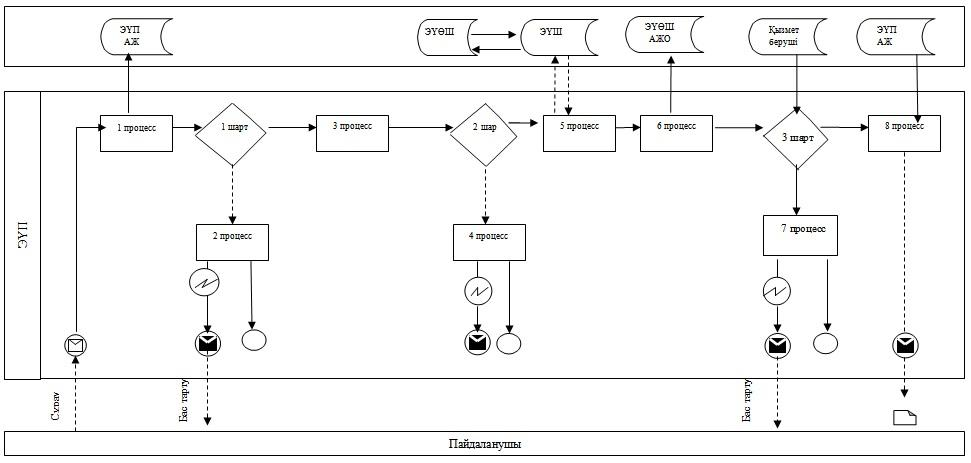 ЭҮП
АЖ
ЭҮӨШ
ЭҮШ
ЭҮӨШ
АЖО
Қызмет
беруші
ЭҮП
АЖ
1 процесс
1 шарт
3 процесс
2 шар
5 процесс
6 процесс
3 шарт
8 процесс
2 процесс
4 процесс
7 процесс
ЭҮП
Сұрау
Бас тарту
Бас тарту
Пайдаланушы